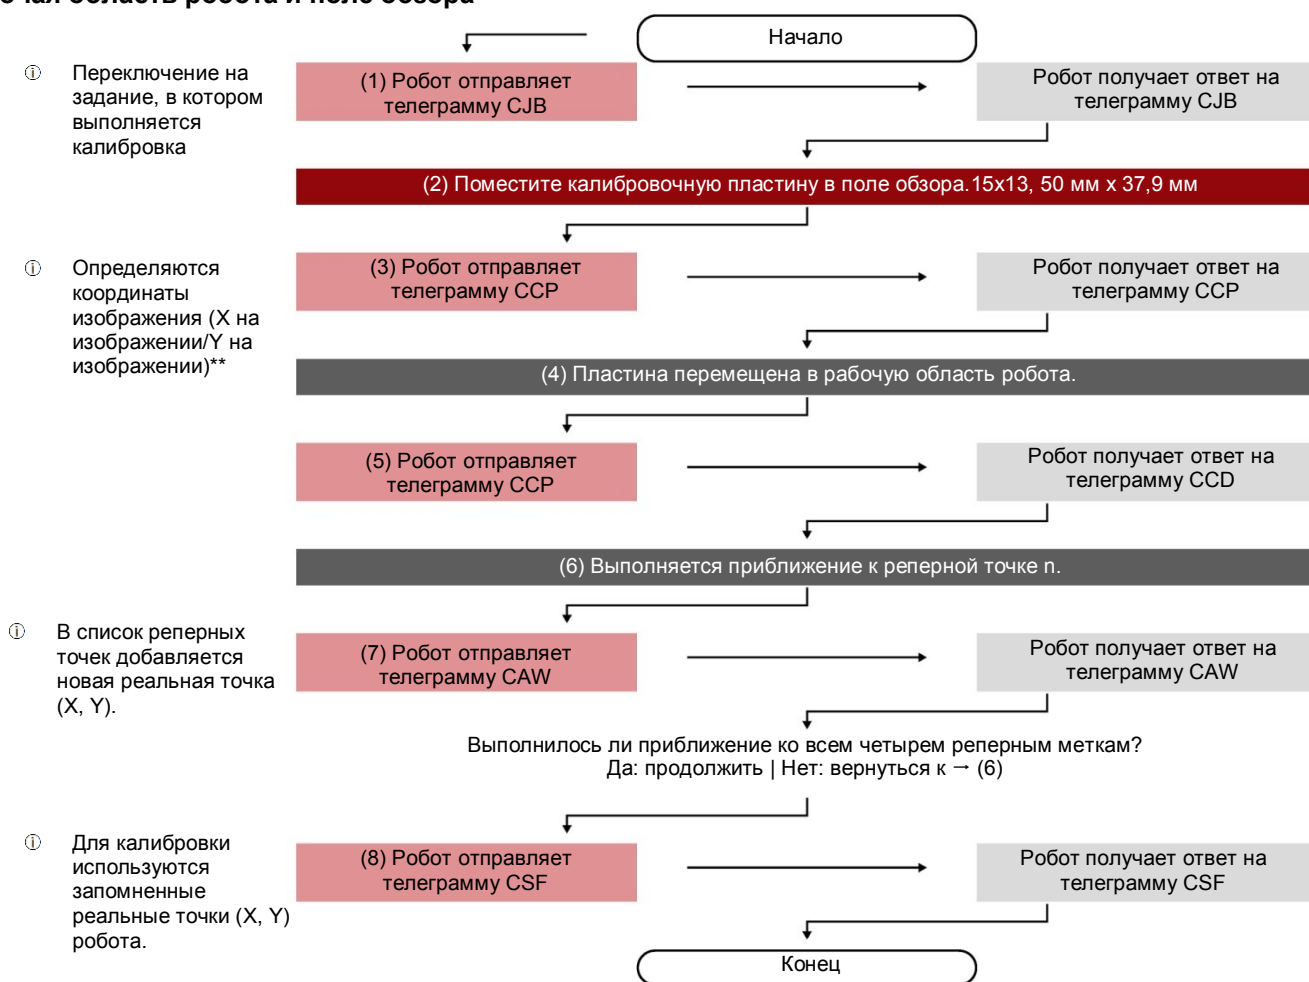 рабочая область робота и поле обзора
Начало
Переключение на
задание, в котором
выполняется
калибровка
(1) Робот отправляет
телеграмму CJB
Робот получает ответ на
телеграмму CJB
(2) Поместите калибровочную пластину в поле обзора.15x13, 50 мм x 37,9 мм
Определяются
координаты
изображения (X на
изображении/Y на
изображении)**
(3) Робот отправляет
телеграмму CCP
Робот получает ответ на
телеграмму CCP
(4) Пластина перемещена в рабочую область робота.
(5) Робот отправляет
телеграмму CCP
Робот получает ответ на
телеграмму CCD
(6) Выполняется приближение к реперной точке n.
В список реперных
точек добавляется
новая реальная точка
(X, Y).
(7) Робот отправляет
телеграмму CAW
Робот получает ответ на
телеграмму CAW
Выполнилось ли приближение ко всем четырем реперным меткам?
Да: продолжить | Нет: вернуться к → (6)
Для калибровки
используются
запомненные
реальные точки (X, Y)
робота.
(8) Робот отправляет
телеграмму CSF
Робот получает ответ на
телеграмму CSF
Конец